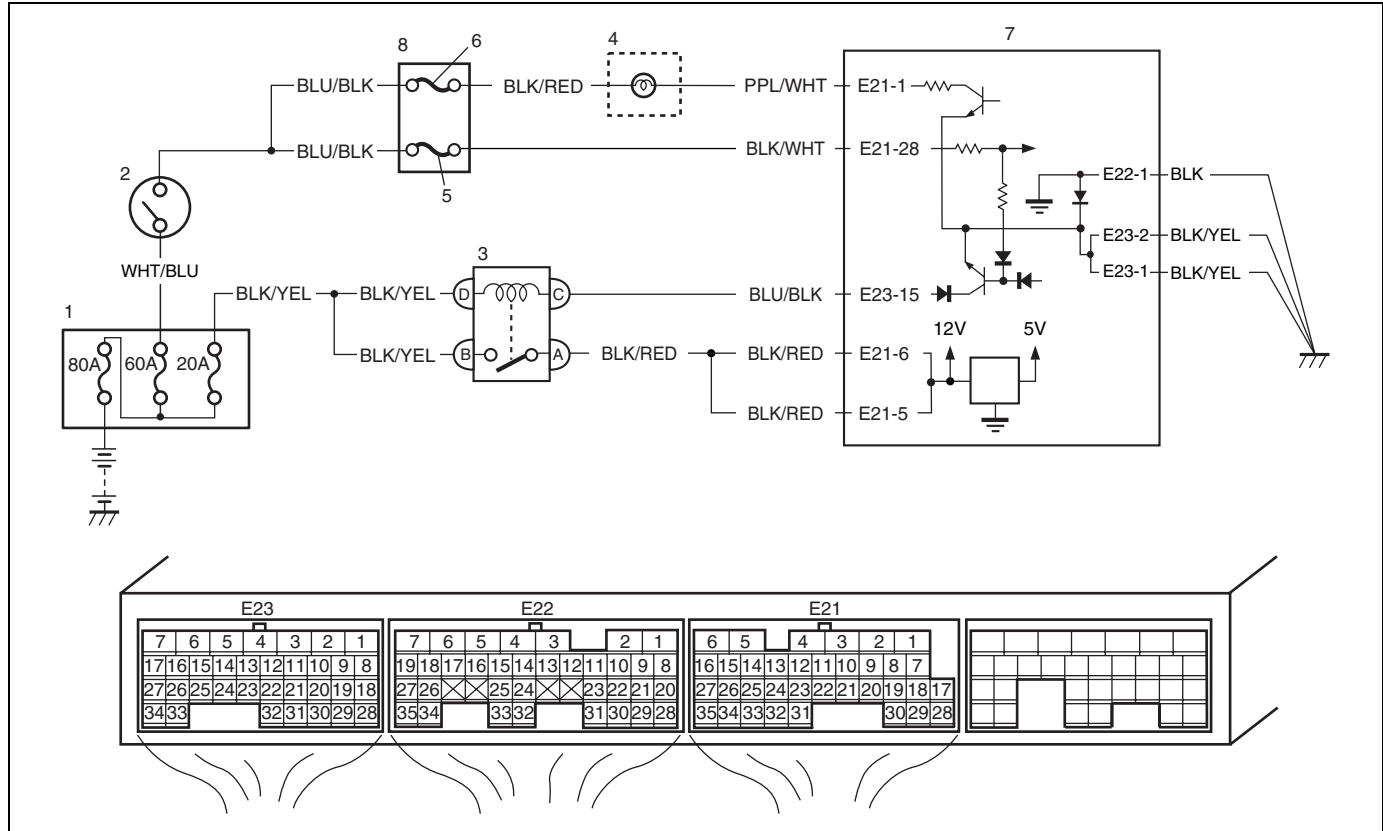 8 6 4 7
BLU/BLK BLK/RED PPL/WHT E21-1
BLU/BLK BLK/WHT E21-28
2 5
E22-1 BLK
3 E23-2 BLK/YEL
WHT/BLU E23-1 BLK/YEL
BLK/YEL BLK/YEL D C BLU/BLK E23-15
1 12V 5V
80A 60A 20A BLK/YEL B A BLK/RED BLK/RED E21-6
BLK/RED E21-5
E23 E22 E21
7 6 5 4 3 2 1 7 6 5 4 3 2 1 6 5 4 3 2 1
17 16 15 14 13 12 11 10 9 8 19 18 17 16 15 14 13 12 11 10 9 8 16 15 14 13 12 11 10 9 8 7
27 26 25 24 23 22 21 20 19 18 27 26 25 24 23 22 21 20 27 26 25 24 23 22 21 20 19 18 17
34 33 32 31 30 29 28 35 34 33 32 31 30 29 28 35 34 33 32 31 30 29 28